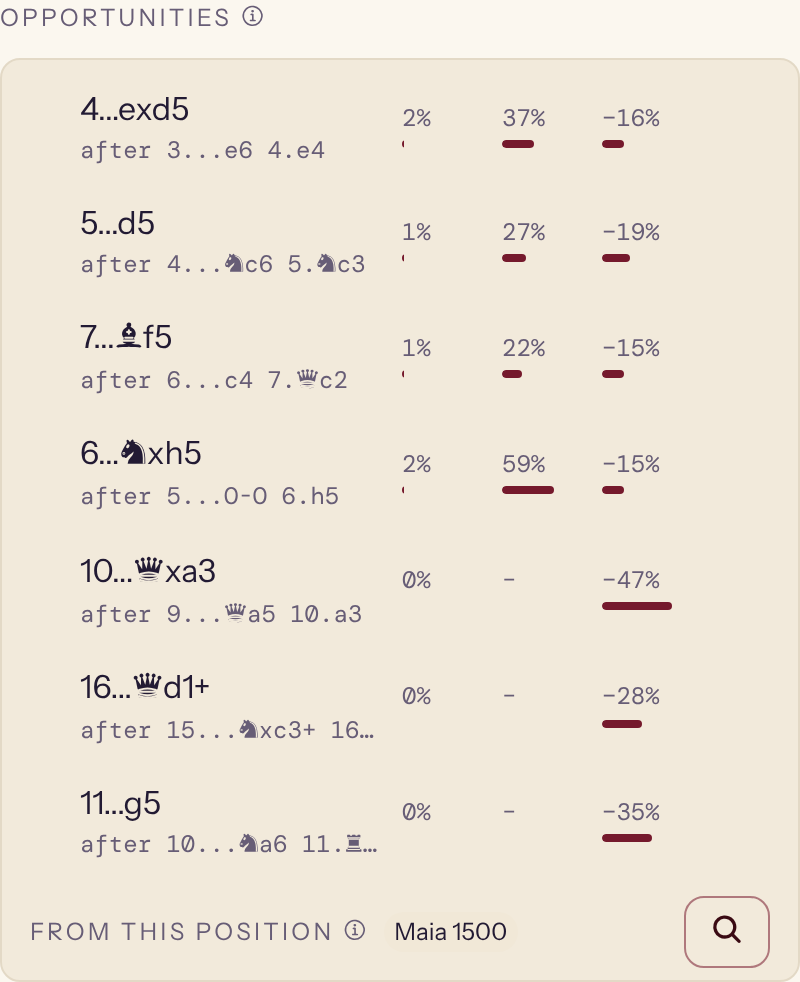 OPPORTUNITIES
4...exd5 2% 37% −16%
after 3...e6 4.e4
5...d5 1% 27% −19%
after 4...♞c6 5.♞c3
7...♝f5 1% 22% −15%
after 6...c4 7.♛c2
6...♞xh5 2% 59% −15%
after 5...O-O 6.h5
10...♛xa3 0% – −47%
after 9...♛a5 10.a3
16...♛d1+ 0% – −28%
after 15...♞xc3+ 16…
11...g5 0% – −35%
after 10...♞a6 11.♜…
FROM THIS POSITION Maia 1500